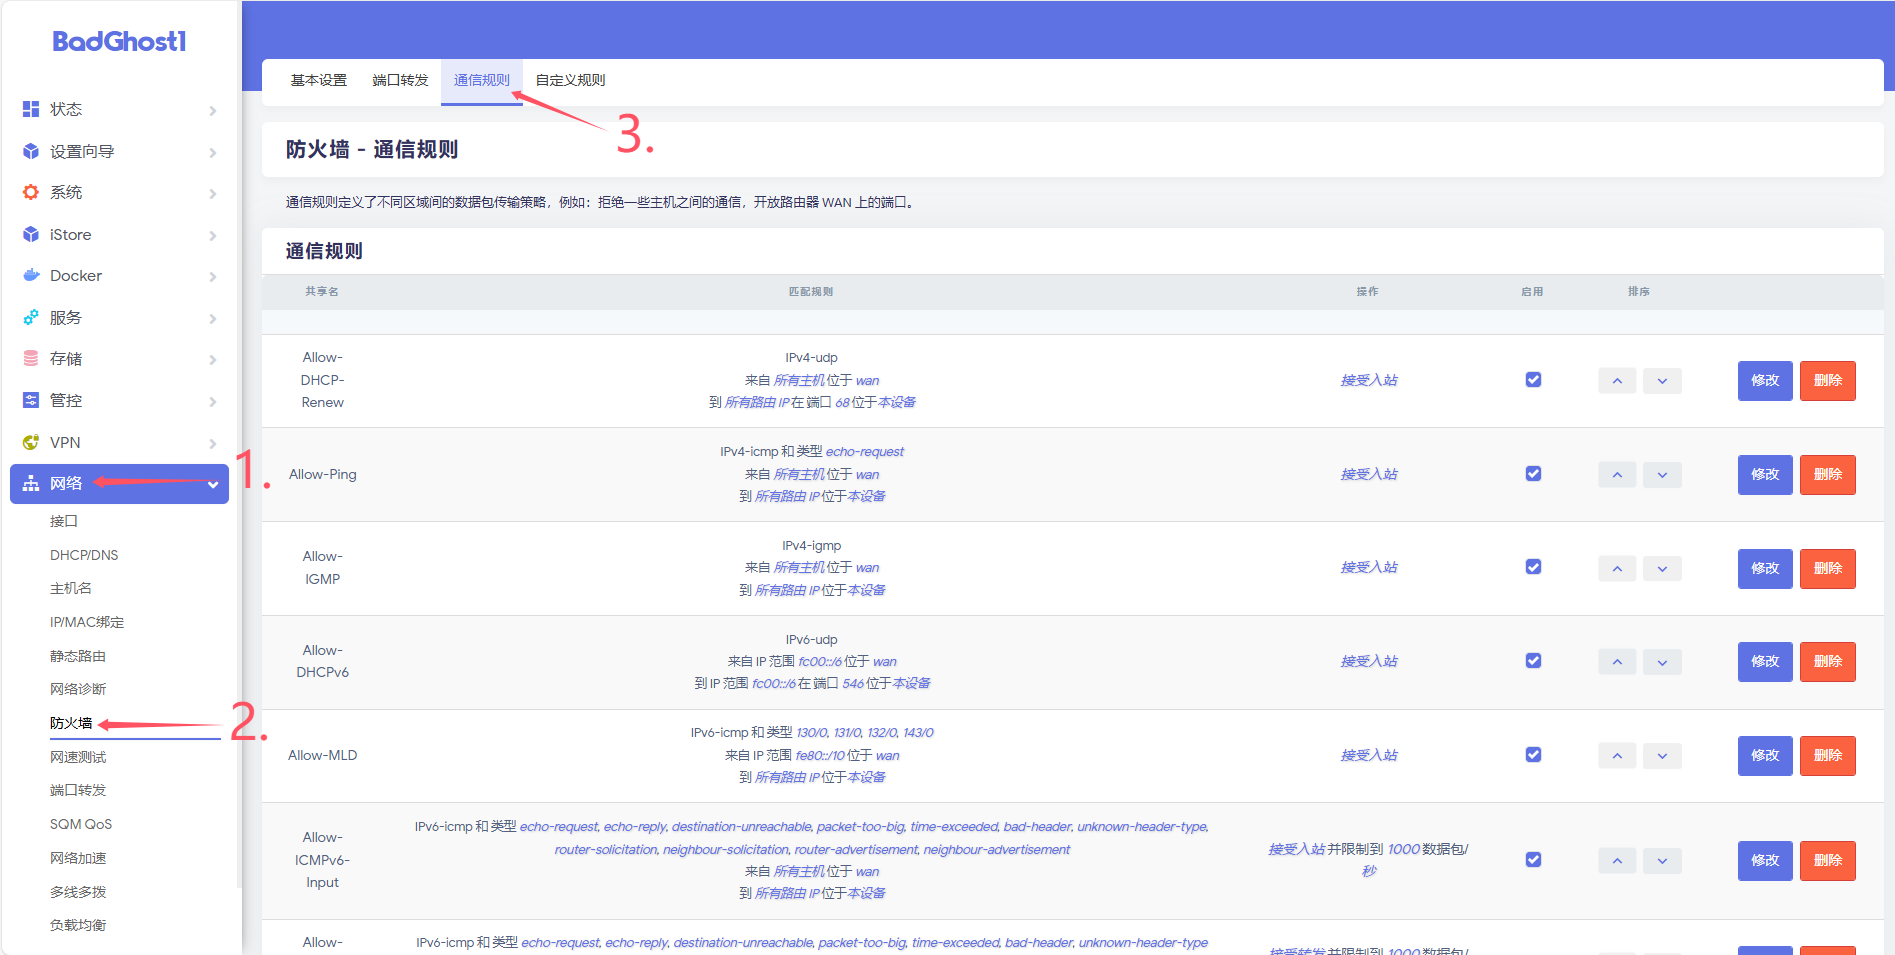 BadGhost1
状态
设置向导
系统
iStore
Docker
服务
存储
管控
VPN
网络
1.
接口
DHCP/DNS
主机名
IP/MAC绑定
静态路由
网络诊断
防火墙
2.
网速测试
端口转发
SQM QoS
网络加速
多线多拨
负载均衡
基本设置 端口转发 通信规则 自定义规则
3.
防火墙 - 通信规则
通信规则定义了不同区域间的数据包传输策略，例如：拒绝一些主机之间的通信，开放路由器 WAN 上的端口。
通信规则
共享名 匹配规则 操作 启用 排序
Allow-
DHCP-
Renew
IPv4-udp
来自 所有主机 位于 wan
到 所有路由 IP 在 端口 68 位于 本设备
接受入站
修改 删除
Allow-Ping
IPv4-icmp 和 类型 echo-request
来自 所有主机 位于 wan
到 所有路由 IP 位于 本设备
接受入站
修改 删除
Allow-
IGMP
IPv4-igmp
来自 所有主机 位于 wan
到 所有路由 IP 位于 本设备
接受入站
修改 删除
Allow-
DHCPv6
IPv6-udp
来自 IP 范围 fc00::/6 位于 wan
到 IP 范围 fc00::/6 在 端口 546 位于 本设备
接受入站
修改 删除
Allow-MLD
IPv6-icmp 和 类型 130/0, 131/0, 132/0, 143/0
来自 IP 范围 fe80::/10 位于 wan
到 所有路由 IP 位于 本设备
接受入站
修改 删除
Allow-
ICMPv6-
Input
IPv6-icmp 和 类型 echo-request, echo-reply, destination-unreachable, packet-too-big, time-exceeded, bad-header, unknown-header-type,
router-solicitation, neighbour-solicitation, router-advertisement, neighbour-advertisement
来自 所有主机 位于 wan
到 所有路由 IP 位于 本设备
接受入站 并限制到 1000 数据包/
秒
修改 删除
Allow-
IPv6-icmp 和 类型 echo-request, echo-reply, destination-unreachable, packet-too-big, time-exceeded, bad-header, unknown-header-type
接受转发 并限制到 1000 数据包/